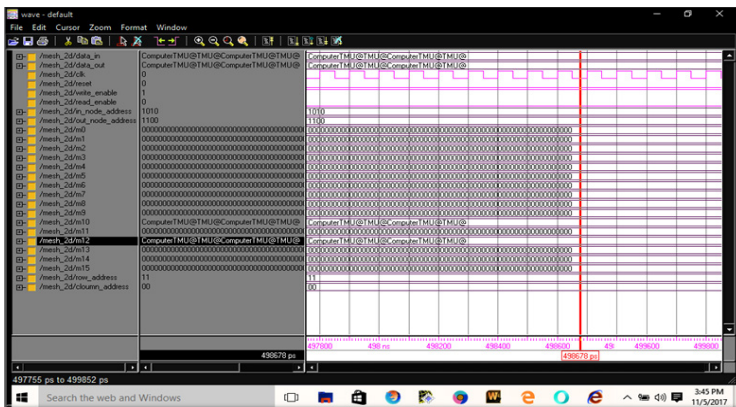 wave - default
File Edit Cursor Zoom Format Window
/mesh_2d/data_in ComputerTMU@TMU@ComputerTMU@TMU@ ComputerTMU@TMU@ComputerTMU@TMU@
/mesh_2d/data_out ComputerTMU@TMU@ComputerTMU@TMU@ ComputerTMU@TMU@ComputerTMU@TMU@
/mesh_2d/clk 0
/mesh_2d/reset 0
/mesh_2d/write_enable 1
/mesh_2d/read_enable 0
/mesh_2d/in_node_address 1010 1010
/mesh_2d/out_node_address 1100 1100
/mesh_2d/m0
/mesh_2d/m1
/mesh_2d/m2
/mesh_2d/m3
/mesh_2d/m4
/mesh_2d/m5
/mesh_2d/m6
/mesh_2d/m7
/mesh_2d/m8
/mesh_2d/m9
/mesh_2d/m10 ComputerTMU@TMU@ComputerTMU@TMU@ ComputerTMU@TMU@ComputerTMU@TMU@
/mesh_2d/m11
/mesh_2d/m12 ComputerTMU@TMU@ComputerTMU@TMU@ ComputerTMU@TMU@ComputerTMU@TMU@
/mesh_2d/m13
/mesh_2d/m14
/mesh_2d/m15
/mesh_2d/row_address 11 11
/mesh_2d/cloumn_address 00 00
497800 498 ns 498200 498400 498600 499600 499800
498678 ps 498678 ps
497755 ps to 499852 ps
Search the web and Windows
3:45 PM
11/5/2017